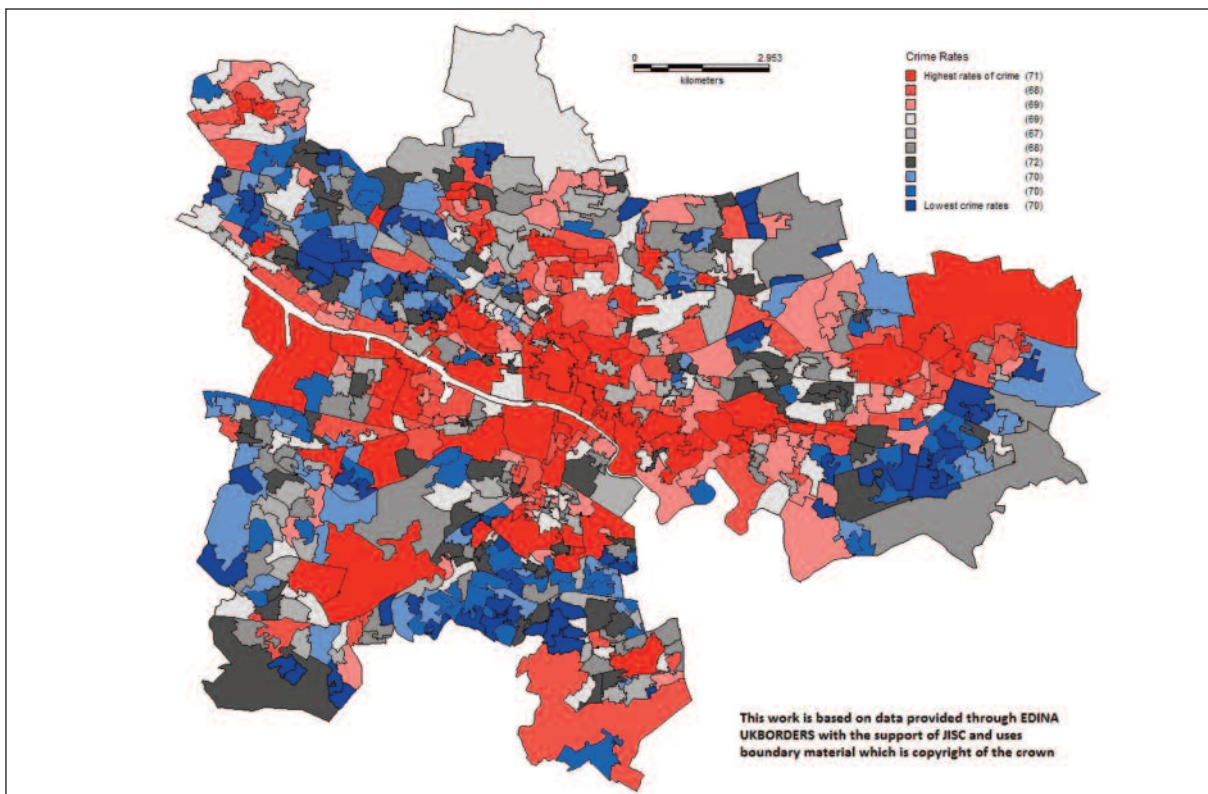 0 2.953
kilometers
Crime Rates
Highest rates of crime (71)
(68)
(69)
(69)
(67)
(68)
(72)
(70)
(70)
Lowest crime rates (70)
This work is based on data provided through EDINA
UKBORDERS with the support of JISC and uses
boundary material which is copyright of the crown